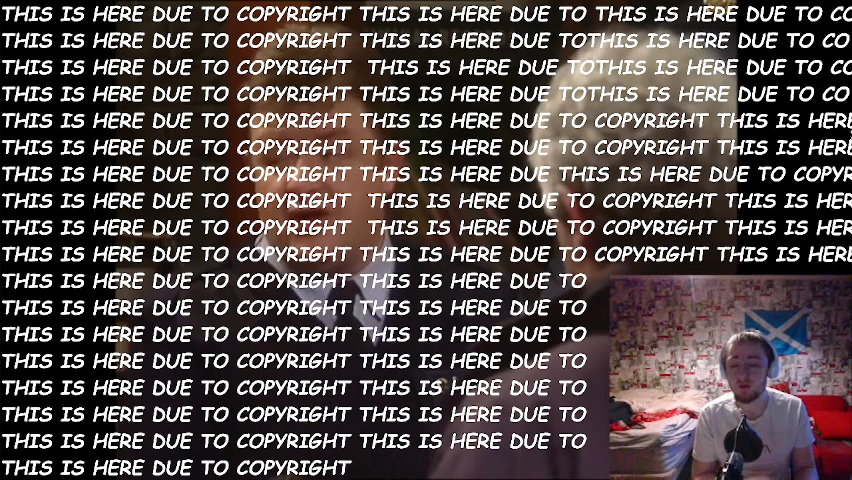 THIS IS HERE DUE TO COPYRIGHT THIS IS HERE DUE TO THIS IS HERE DUE TO CO
THIS IS HERE DUE TO COPYRIGHT THIS IS HERE DUE TOTHIS IS HERE DUE TO CO
THIS IS HERE DUE TO COPYRIGHT THIS IS HERE DUE TOTHIS IS HERE DUE TO CO
THIS IS HERE DUE TO COPYRIGHT THIS IS HERE DUE TOTHIS IS HERE DUE TO CO
THIS IS HERE DUE TO COPYRIGHT THIS IS HERE DUE TO COPYRIGHT THIS IS HERE
THIS IS HERE DUE TO COPYRIGHT THIS IS HERE DUE TO COPYRIGHT THIS IS HERE
THIS IS HERE DUE TO COPYRIGHT THIS IS HERE DUE THIS IS HERE DUE TO COPYR
THIS IS HERE DUE TO COPYRIGHT THIS IS HERE DUE TO COPYRIGHT THIS IS HER
THIS IS HERE DUE TO COPYRIGHT THIS IS HERE DUE TO COPYRIGHT THIS IS HER
THIS IS HERE DUE TO COPYRIGHT THIS IS HERE DUE TO COPYRIGHT THIS IS HERE
THIS IS HERE DUE TO COPYRIGHT THIS IS HERE DUE TO
THIS IS HERE DUE TO COPYRIGHT THIS IS HERE DUE TO
THIS IS HERE DUE TO COPYRIGHT THIS IS HERE DUE TO
THIS IS HERE DUE TO COPYRIGHT THIS IS HERE DUE TO
THIS IS HERE DUE TO COPYRIGHT THIS IS HERE DUE TO
THIS IS HERE DUE TO COPYRIGHT THIS IS HERE DUE TO
THIS IS HERE DUE TO COPYRIGHT THIS IS HERE DUE TO
THIS IS HERE DUE TO COPYRIGHT